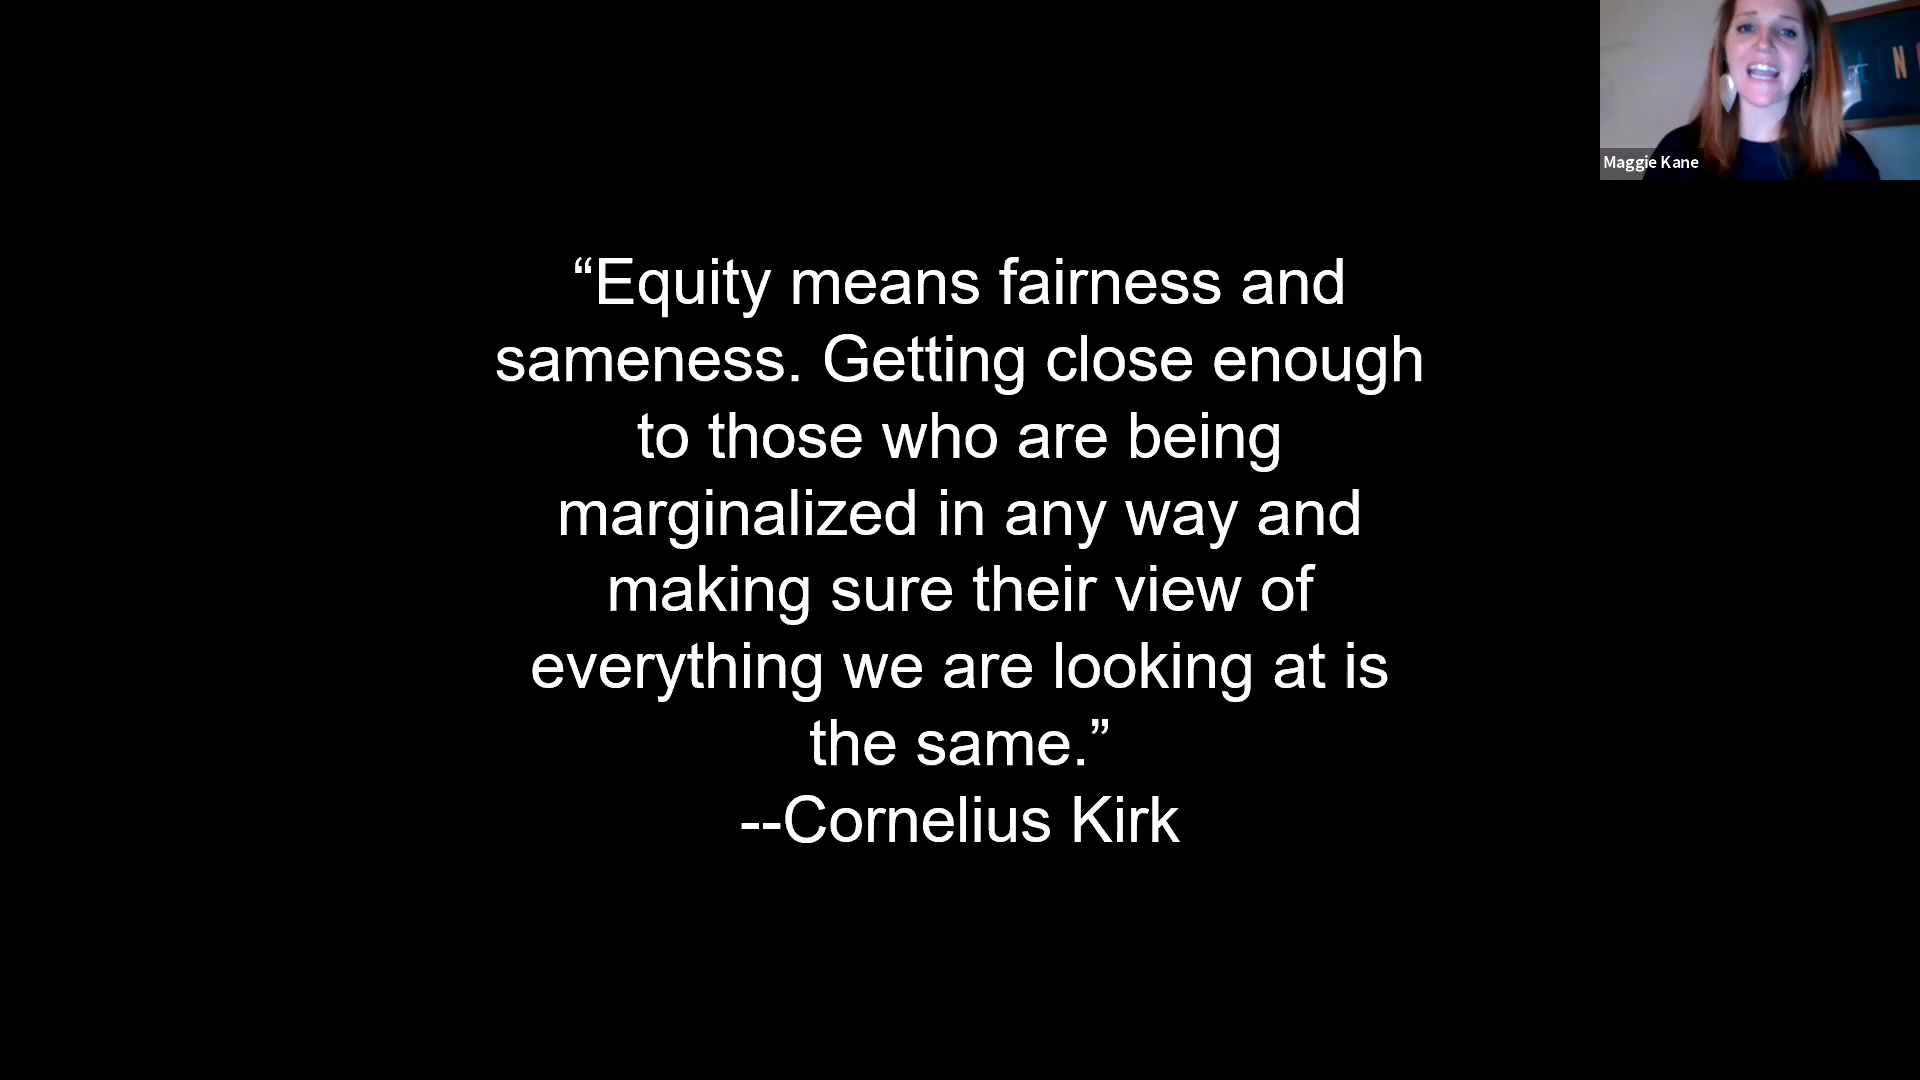 Maggie Kane
“Equity means fairness and
sameness. Getting close enough
to those who are being
marginalized in any way and
making sure their view of
everything we are looking at is
the same.”
--Cornelius Kirk